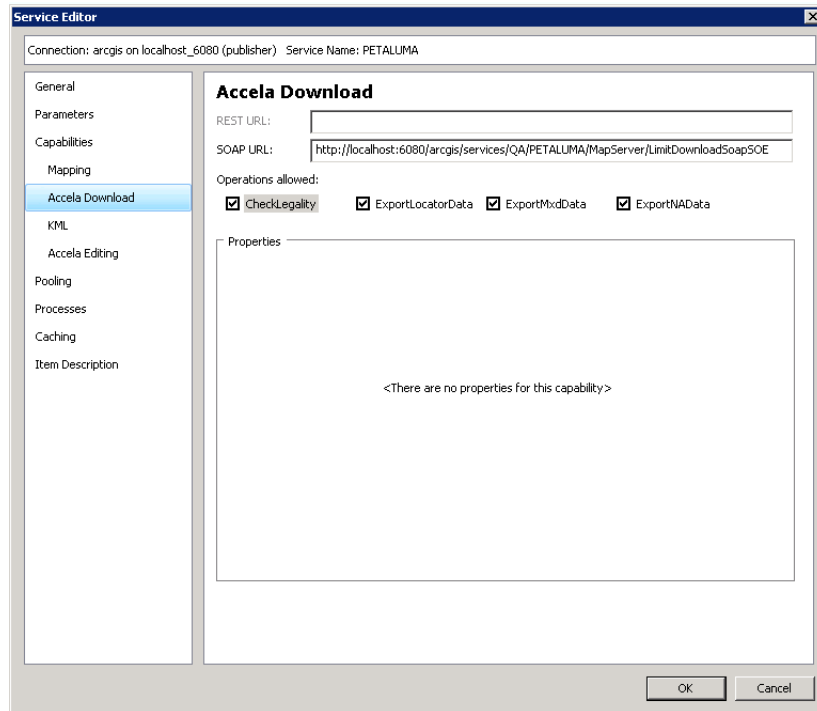 Service Editor
Connection: arcgis on localhost_6080 (publisher) Service Name: PETALUMA
General
Parameters
Capabilities
Mapping
Accela Download
KML
Accela Editing
Pooling
Processes
Caching
Item Description
Accela Download
REST URL:
SOAP URL: http://localhost:6080/arcgis/services/QA/PETALUMA/MapServer/LimitDownloadSoapSOE
Operations allowed:
CheckLegality ExportLocatorData ExportMxdData ExportNAData
Properties
<There are no properties for this capability>
OK Cancel